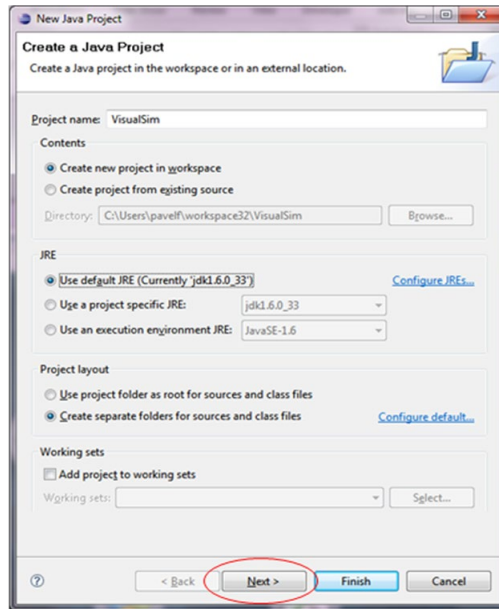 New Java Project
Create a Java Project
Create a Java project in the workspace or in an external location.
Project name: VisualSim
Contents
Create new project in workspace
Create project from existing source
Directory: C:\Users\pavelf\workspace32\VisualSim Browse...
JRE
Use default JRE (Currently 'jdk1.6.0_33') Configure JREs...
Use a project specific JRE: jdk1.6.0_33
Use an execution environment JRE: JavaSE-1.6
Project layout
Use project folder as root for sources and class files
Create separate folders for sources and class files Configure default...
Working sets
Add project to working sets
Working sets: Select...
? < Back Next > Finish Cancel